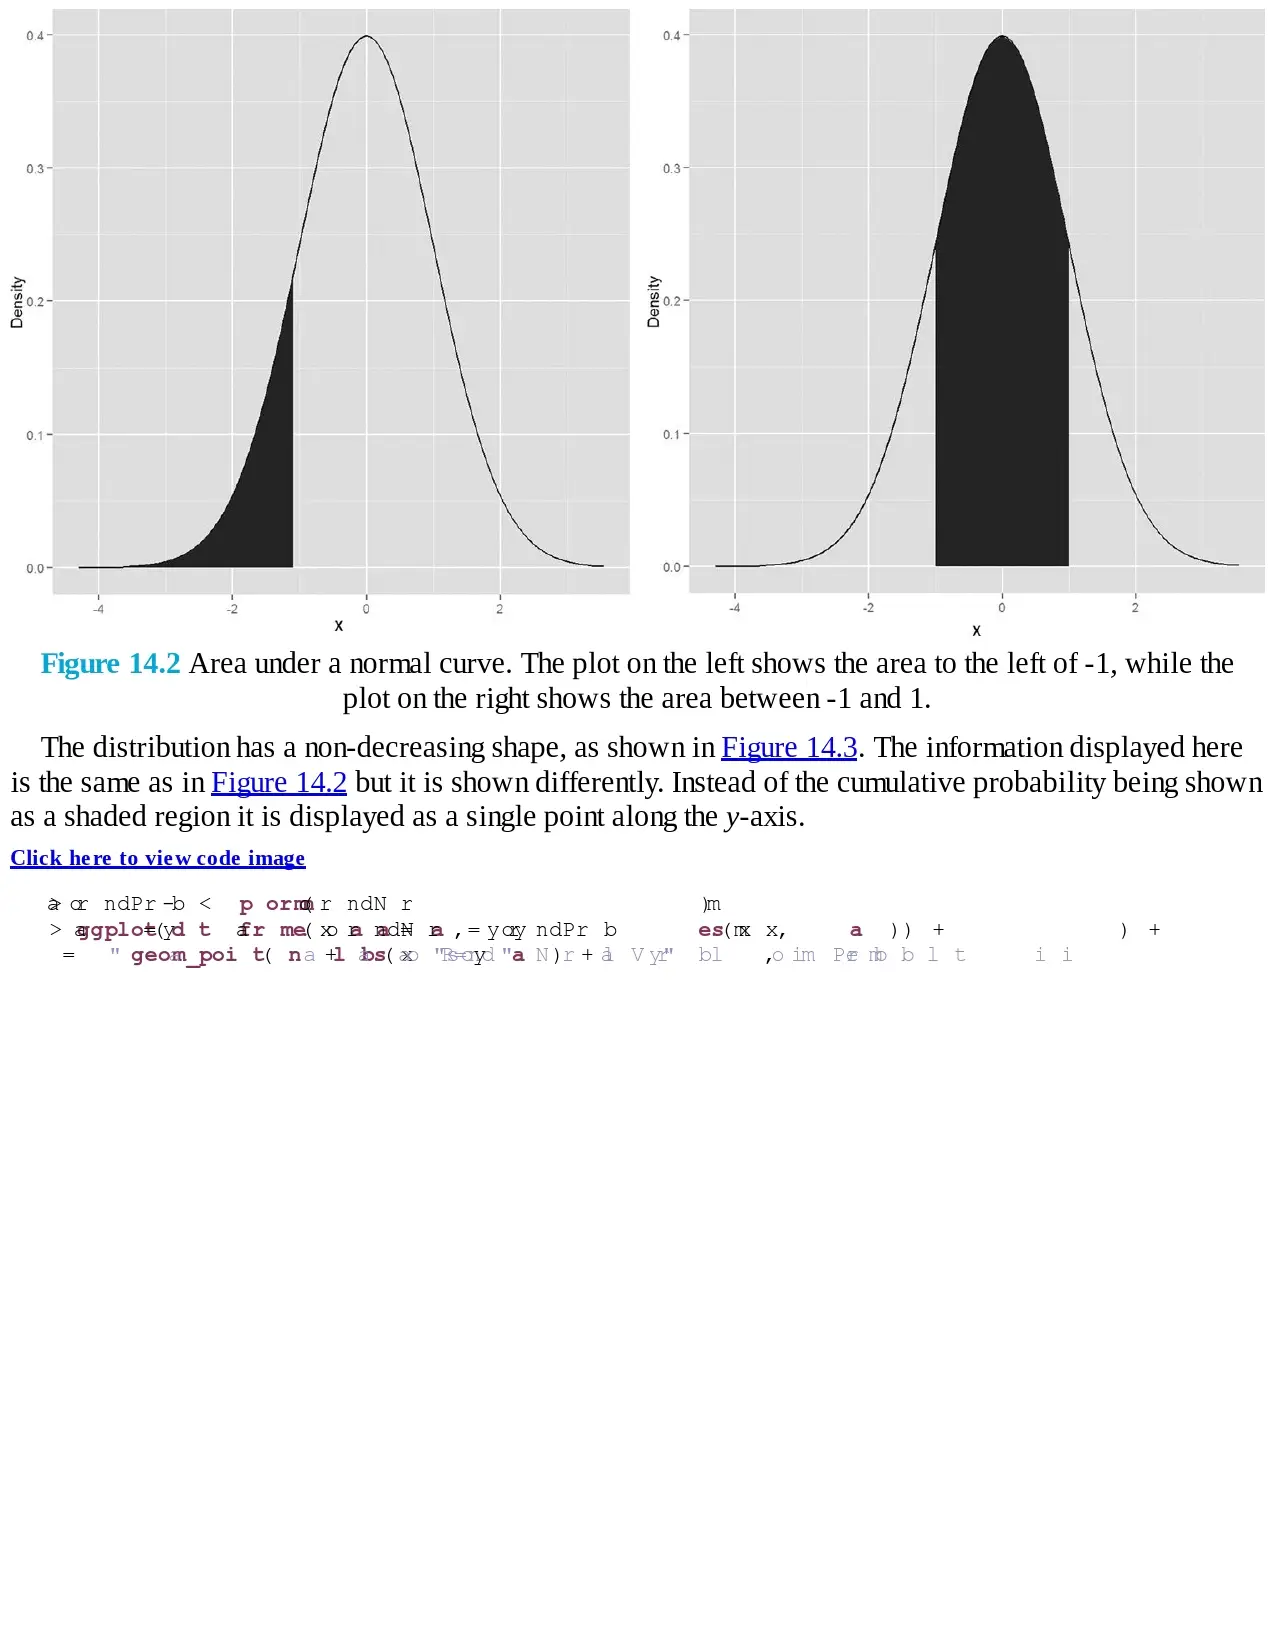 0.4
0.3
0.2
0.1
0.0
Density
-4 -2 0 2
x
0.4
0.3
0.2
0.1
0.0
Density
-4 -2 0 2
x
Figure 14.2 Area under a normal curve. The plot on the left shows the area to the left of -1, while the
plot on the right shows the area between -1 and 1.
The distribution has a non-decreasing shape, as shown in Figure 14.3. The information displayed here
is the same as in Figure 14.2 but it is shown differently. Instead of the cumulative probability being shown
as a shaded region it is displayed as a single point along the y-axis.
Click here to view code image